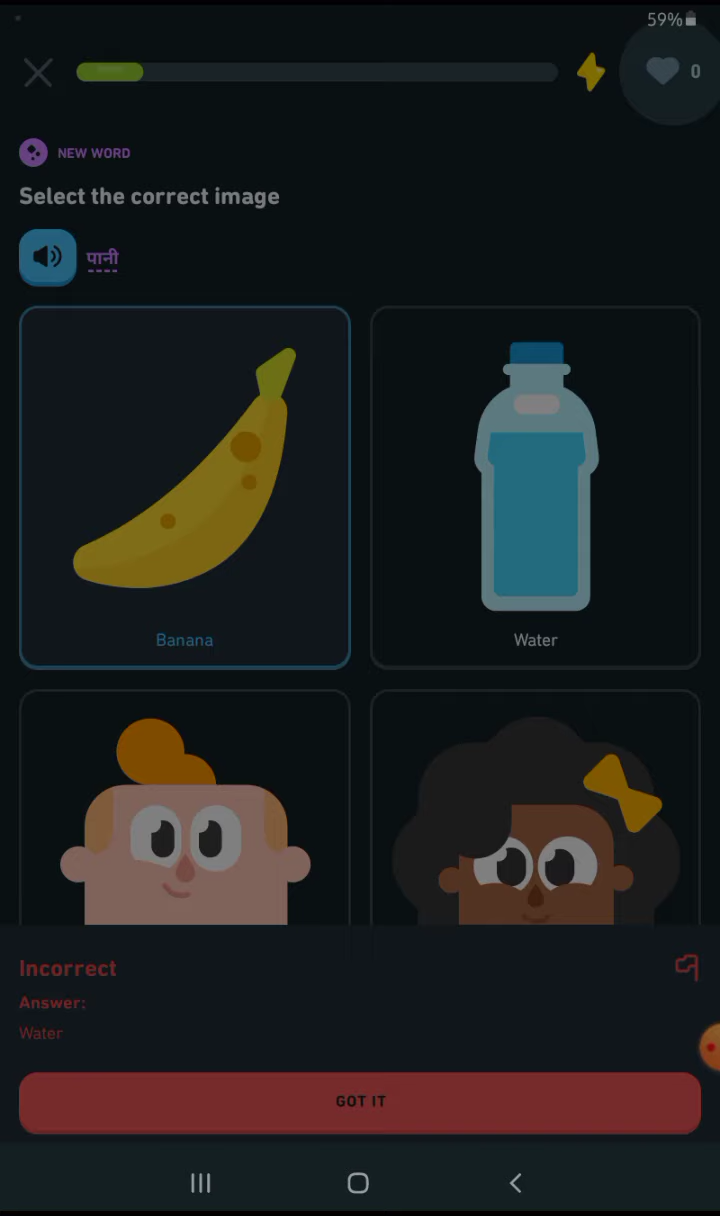 59%
0
NEW WORD
Select the correct image
पानी
Banana
Water
Incorrect
Answer:
Water
GOT IT